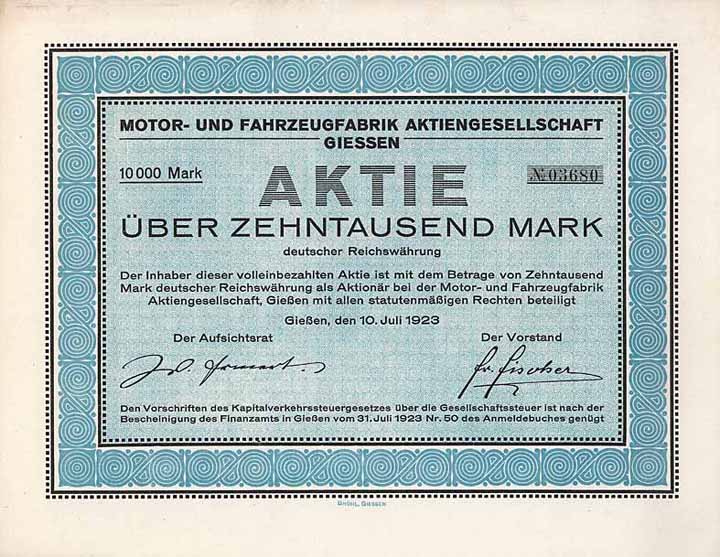 MOTOR- UND FAHRZEUGFABRIK AKTIENGESELLSCHAFT
GIESSEN
10 000 Mark
№ 03680
AKTIE
ÜBER ZEHNTAUSEND MARK
deutscher Reichswährung
Der Inhaber dieser volleinbezahlten Aktie ist mit dem Betrage von Zehntausend
Mark deutscher Reichswährung als Aktionär bei der Motor- und Fahrzeugfabrik
Aktiengesellschaft, Gießen mit allen statutenmäßigen Rechten beteiligt
Gießen, den 10. Juli 1923
Der Aufsichtsrat
Der Vorstand
Fr. Fischer
Den Vorschriften des Kapitalverkehrssteuergesetzes über die Gesellschaftssteuer ist nach der
Bescheinigung des Finanzamts in Gießen vom 31. Juli 1923 Nr. 50 des Anmeldebuches genügt
BRÜHL, GIESSEN